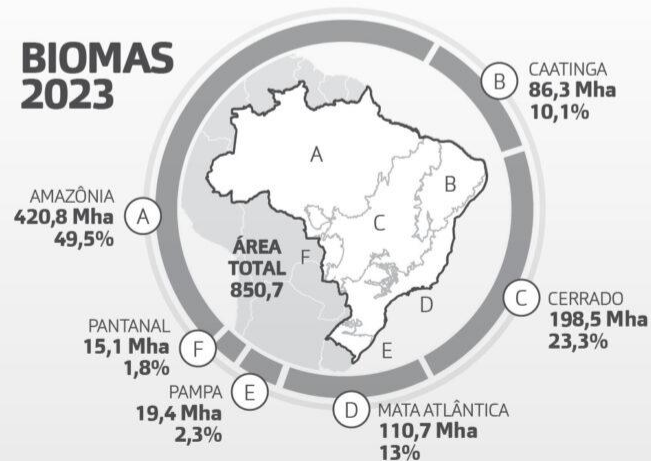 BIOMAS
2023
B
CAATINGA
86,3 Mha
10,1%
AMAZÔNIA
420,8 Mha
49,5%
A
A
B
C
ÁREA
TOTAL
850,7
F
D
E
C
CERRADO
198,5 Mha
23,3%
PANTANAL
15,1 Mha
1,8%
F
PAMPA
19,4 Mha
2,3%
E
D
MATA ATLÂNTICA
110,7 Mha
13%